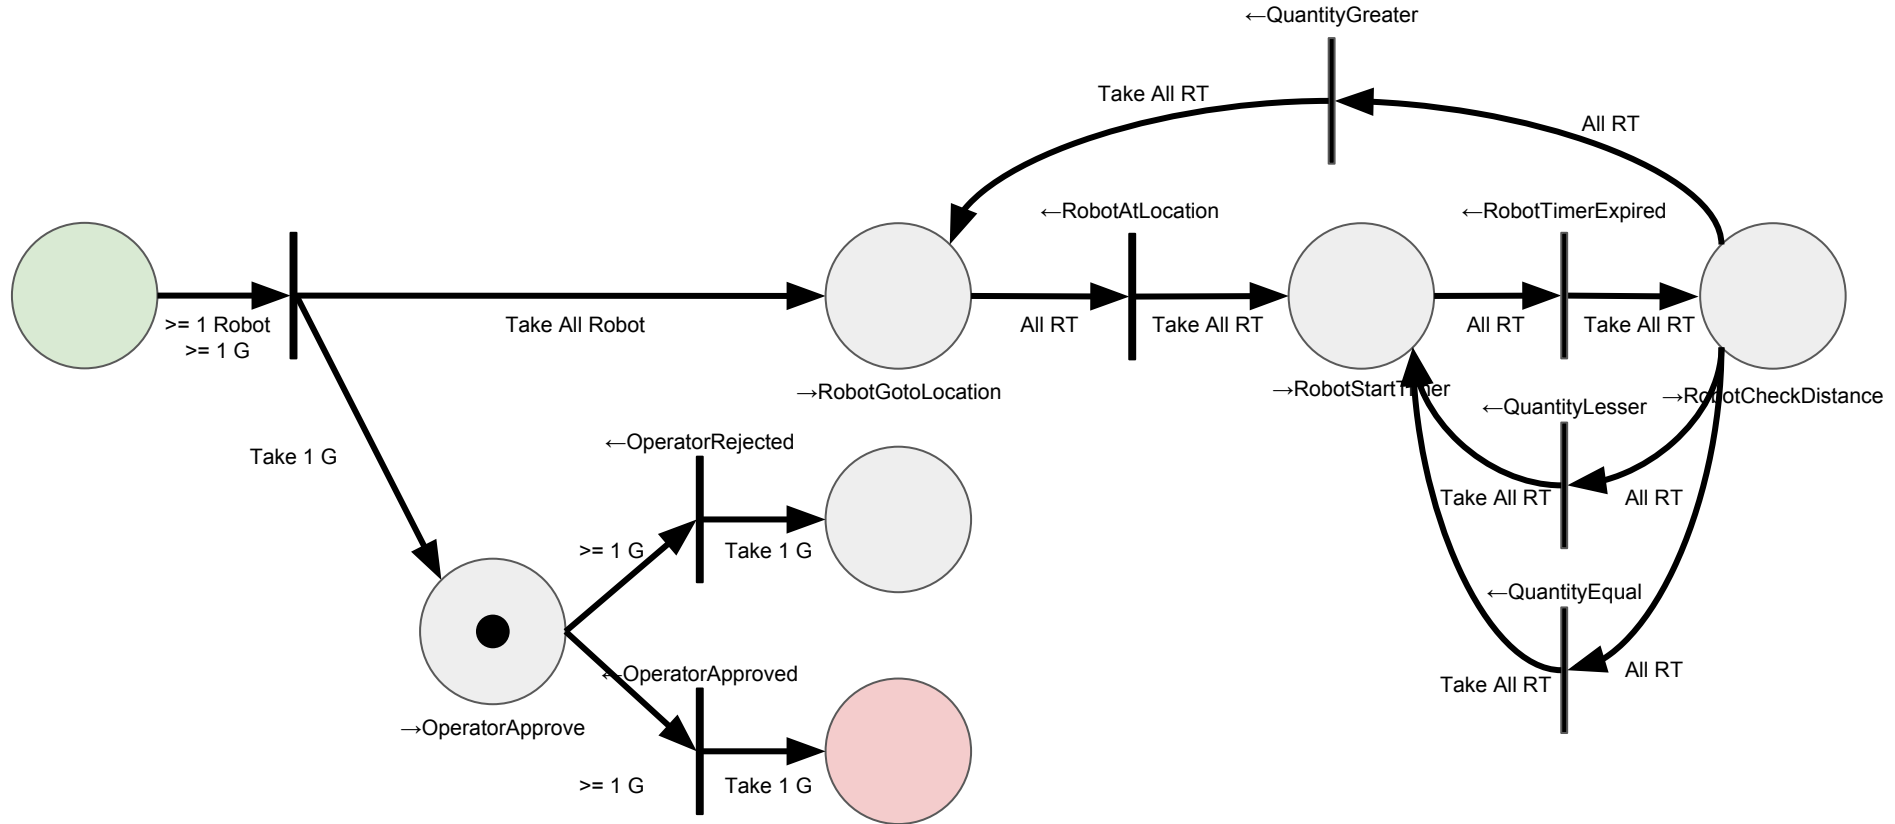 ←QuantityGreater
Take All RT
All RT
←RobotAtLocation
←RobotTimerExpired
>= 1 Robot
>= 1 G
Take All Robot
All RT
Take All RT
All RT
Take All RT
→RobotGotoLocation
→RobotStartTimer
→RobotCheckDistance
←QuantityLesser
←OperatorRejected
Take 1 G
Take All RT
All RT
>= 1 G
Take 1 G
←QuantityEqual
←OperatorApproved
Take All RT
All RT
→OperatorApprove
>= 1 G
Take 1 G